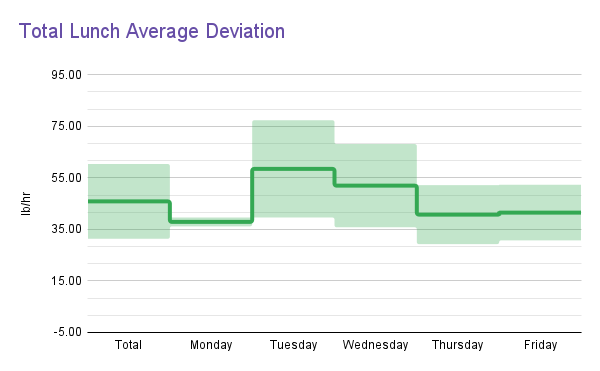 Total Lunch Average Deviation
95.00
75.00
55.00
35.00
15.00
-5.00
lb/hr
Total Monday Tuesday Wednesday Thursday Friday